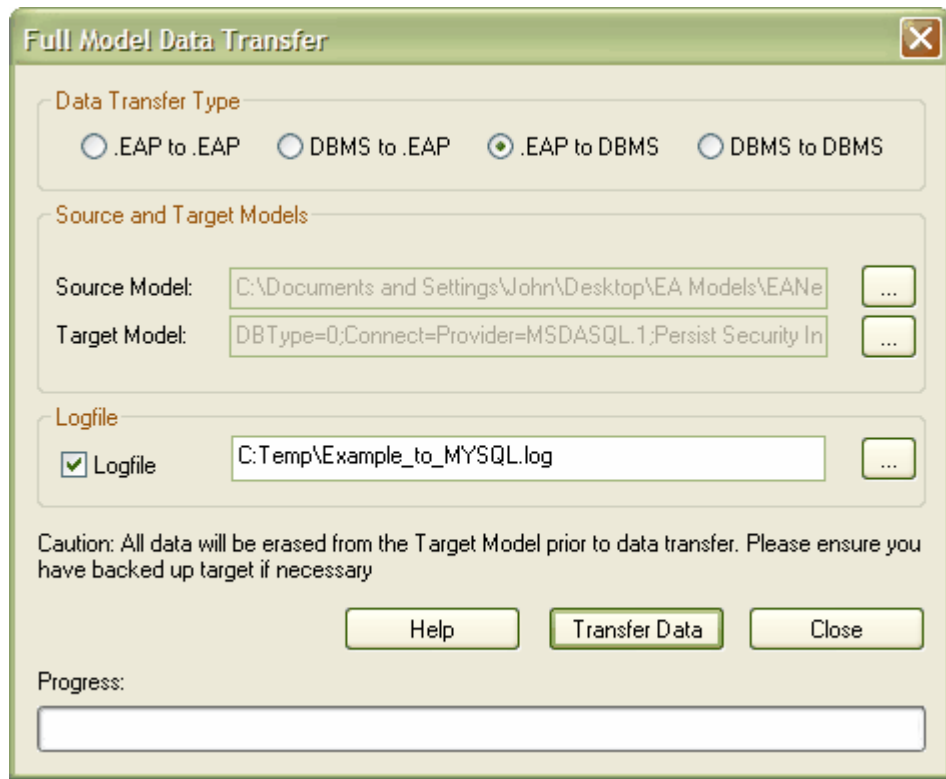 Full Model Data Transfer
Data Transfer Type
.EAP to .EAP DBMS to .EAP .EAP to DBMS DBMS to DBMS
Source and Target Models
Source Model: C:\Documents and Settings\John\Desktop\EA Models\EANe ...
Target Model: DBType=0;Connect=Provider=MSDASQL.1;Persist Security In ...
Logfile
Logfile C:Temp\Example_to_MYSQL.log ...
Caution: All data will be erased from the Target Model prior to data transfer. Please ensure you
have backed up target if necessary
Help Transfer Data Close
Progress: